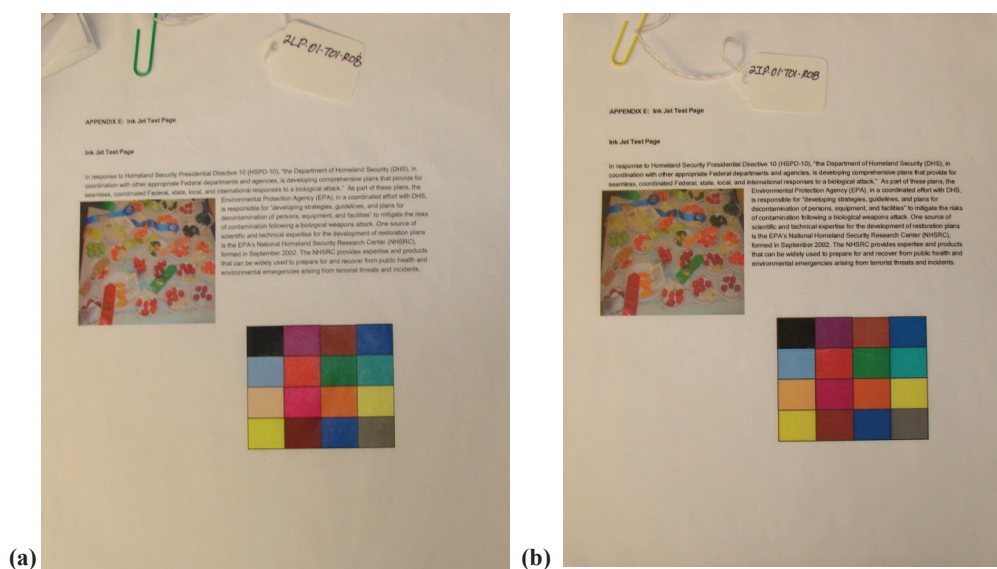 2LP-01-T01-R08
APPENDIX E: Ink Jet Test Page
Ink Jet Test Page
In response to Homeland Security Presidential Directive 10 (HSPD-10), "the Department of Homeland Security (DHS), in
coordination with other appropriate Federal departments and agencies, is developing comprehensive plans that provide for
seamless, coordinated Federal, state, local, and international responses to a biological attack." As part of these plans, the
Environmental Protection Agency (EPA), in a coordinated effort with DHS,
is responsible for "developing strategies, guidelines, and plans for
decontamination of persons, equipment, and facilities" to mitigate the risks
of contamination following a biological weapons attack. One source of
scientific and technical expertise for the development of restoration plans
is the EPA's National Homeland Security Research Center (NHSRC),
formed in September 2002. The NHSRC provides expertise and products
that can be widely used to prepare for and recover from public health and
environmental emergencies arising from terrorist threats and incidents.
(a)
2IP-01-T01-R08
APPENDIX E: Ink Jet Test Page
Ink Jet Test Page
In response to Homeland Security Presidential Directive 10 (HSPD-10), "the Department of Homeland Security (DHS), in
coordination with other appropriate Federal departments and agencies, is developing comprehensive plans that provide for
seamless, coordinated Federal, state, local, and international responses to a biological attack." As part of these plans, the
Environmental Protection Agency (EPA), in a coordinated effort with DHS,
is responsible for "developing strategies, guidelines, and plans for
decontamination of persons, equipment, and facilities" to mitigate the risks
of contamination following a biological weapons attack. One source of
scientific and technical expertise for the development of restoration plans
is the EPA's National Homeland Security Research Center (NHSRC),
formed in September 2002. The NHSRC provides expertise and products
that can be widely used to prepare for and recover from public health and
environmental emergencies arising from terrorist threats and incidents.
(b)